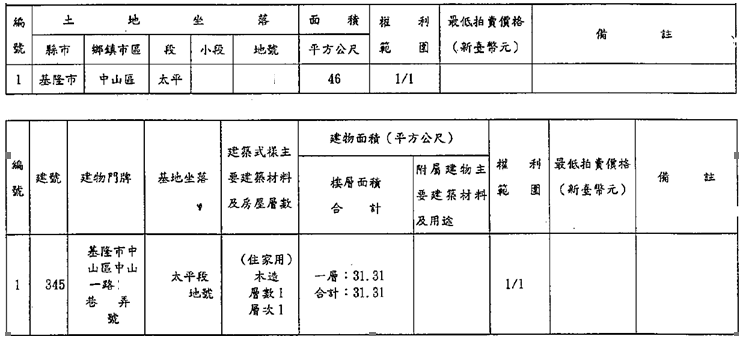 編號 土地坐落 面積 權利範圍 最低拍賣價格(新臺幣元) 備註
縣市 鄉鎮市區 段 小段 地號 平方公尺
1 基隆市 中山區 太平 46 1/1
編號 建號 建物門牌 基地坐落 建築式樣主要建築材料及房屋層數 建物面積(平方公尺) 權利範圍 最低拍賣價格(新臺幣元) 備註
樓層面積合計 附屬建物主要建築材料及用途
1 345 基隆市中山區中山一路 巷 弄 號 太平段 地號 (住家用)木造 層數1 層次1 一層:31.31 合計:31.31 1/1